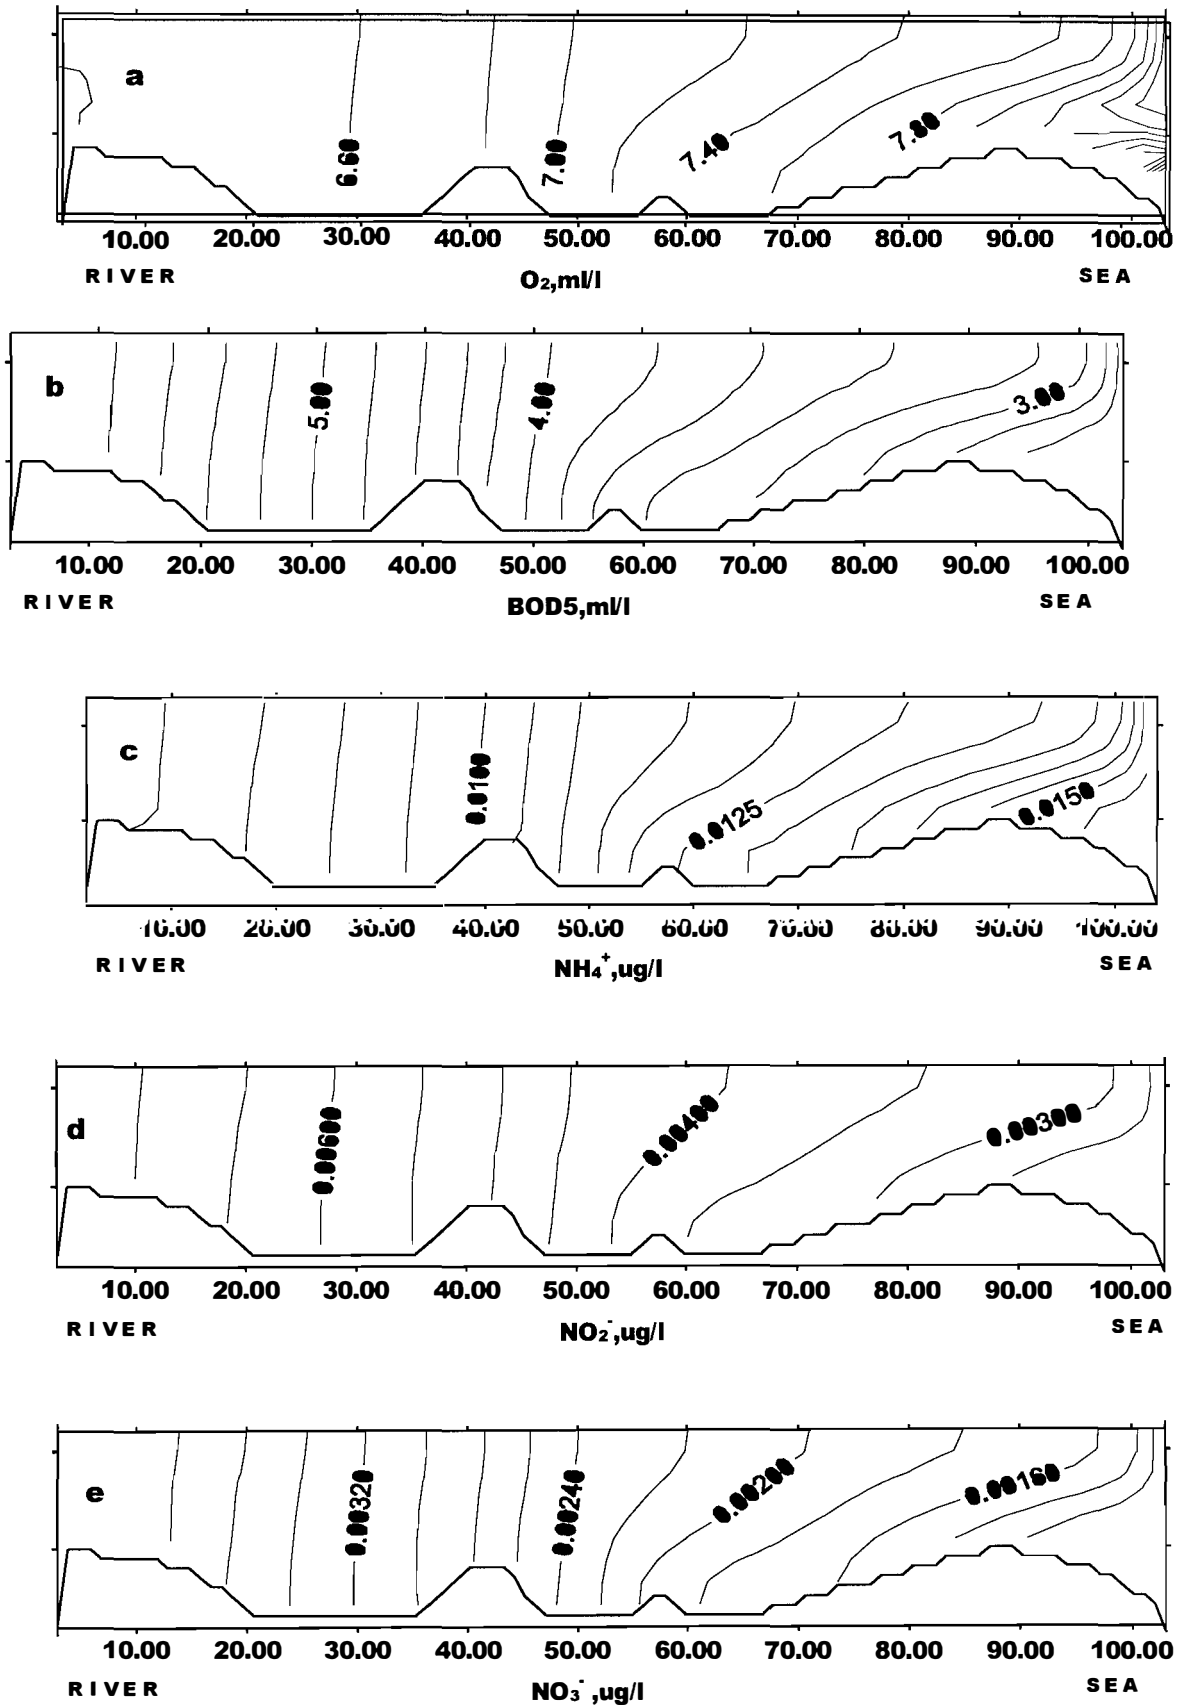 a
6.60
7.00
7.40
7.80
10.00 20.00 30.00 40.00 50.00 60.00 70.00 80.00 90.00 100.00
RIVER O₂,ml/l SEA
b
5.00
4.00
3.00
10.00 20.00 30.00 40.00 50.00 60.00 70.00 80.00 90.00 100.00
RIVER BOD5,ml/l SEA
c
0.0100
0.0125
0.0150
10.00 20.00 30.00 40.00 50.00 60.00 70.00 80.00 90.00 100.00
RIVER NH₄⁺,ug/l SEA
d
0.00600
0.00400
0.00300
10.00 20.00 30.00 40.00 50.00 60.00 70.00 80.00 90.00 100.00
RIVER NO₂⁻,ug/l SEA
e
0.00320
0.00240
0.00200
0.00160
10.00 20.00 30.00 40.00 50.00 60.00 70.00 80.00 90.00 100.00
RIVER NO₃⁻,ug/l SEA